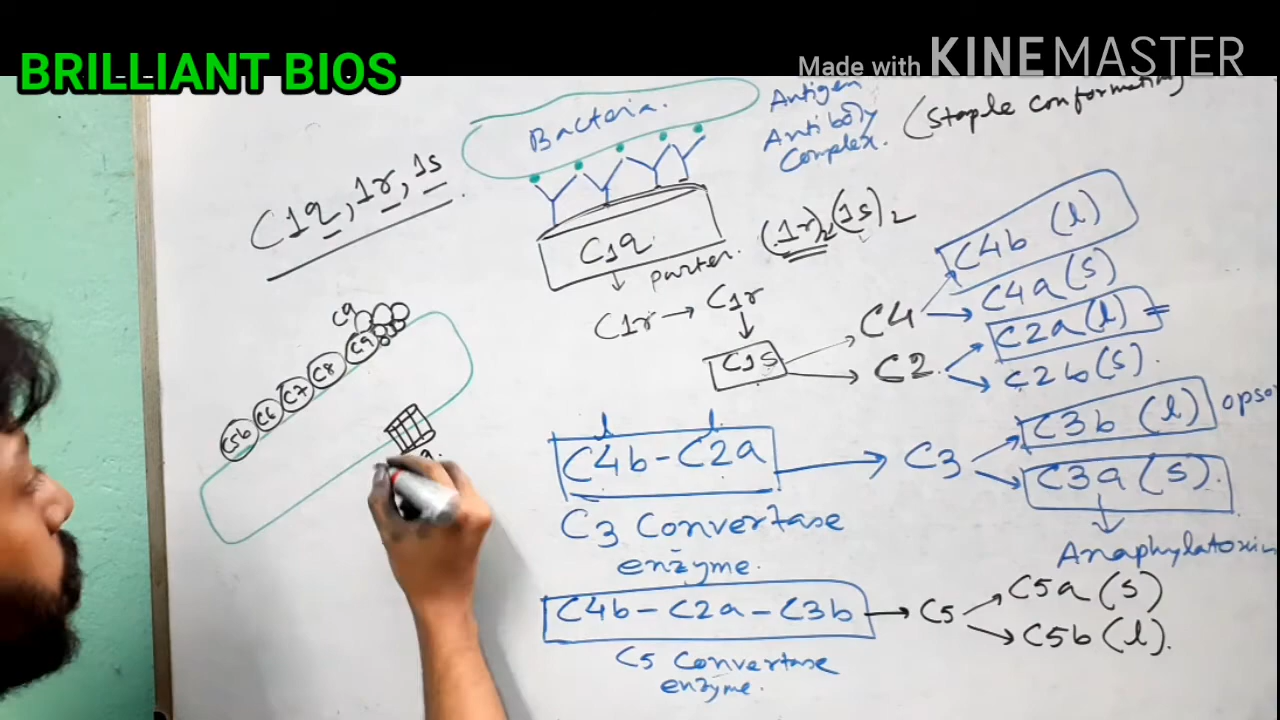 BRILLIANT BIOS
Made with KINEMASTER
Bacteria.
Antigen
Antibody
Complex.
(Staple conformating
C1q, 1r, 1s
C1q
parten.
(1r)2(1s)2
C1r → C1r
C1s
C4
C4b (l)
C4a (s)
C2
C2a (l) =
C2b (s).
C9
C9
C8
C7
C6
C5b
l l
C4b - C2a → C3
C3b (l)
C3a (s).
Anaphylatoxin
C3 Convertase
enzyme.
C4b - C2a - C3b → C5
C5a (s)
C5b (l).
C5 Convertase
enzyme.